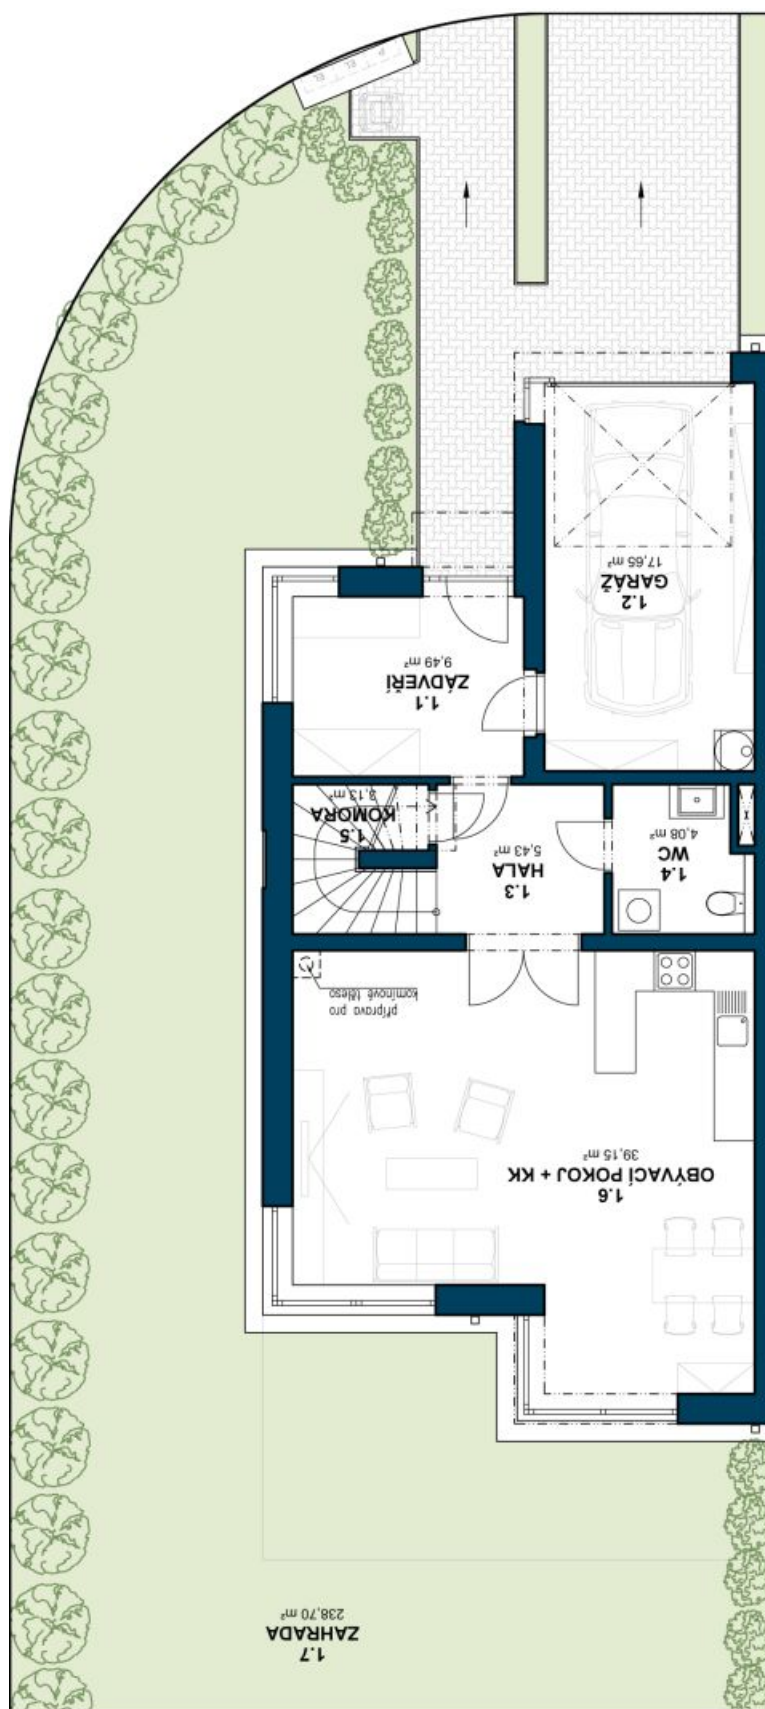 1.7
ZAHRADA
238,70 m²
1.6
OBÝVACÍ POKOJ + KK
39,15 m²
příprava pro
komínové těleso
1.4
WC
4,08 m²
1.3
HALA
5,43 m²
1.5
KOMORA
3,13 m²
1.1
ZÁDVEŘÍ
9,49 m²
1.2
GARÁŽ
17,65 m²
P EL EL